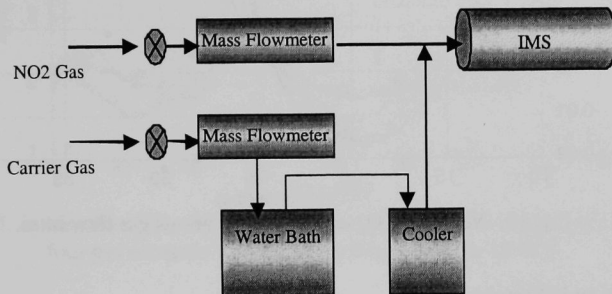 Mass Flowmeter
IMS
NO2 Gas
Mass Flowmeter
Carrier Gas
Water Bath
Cooler